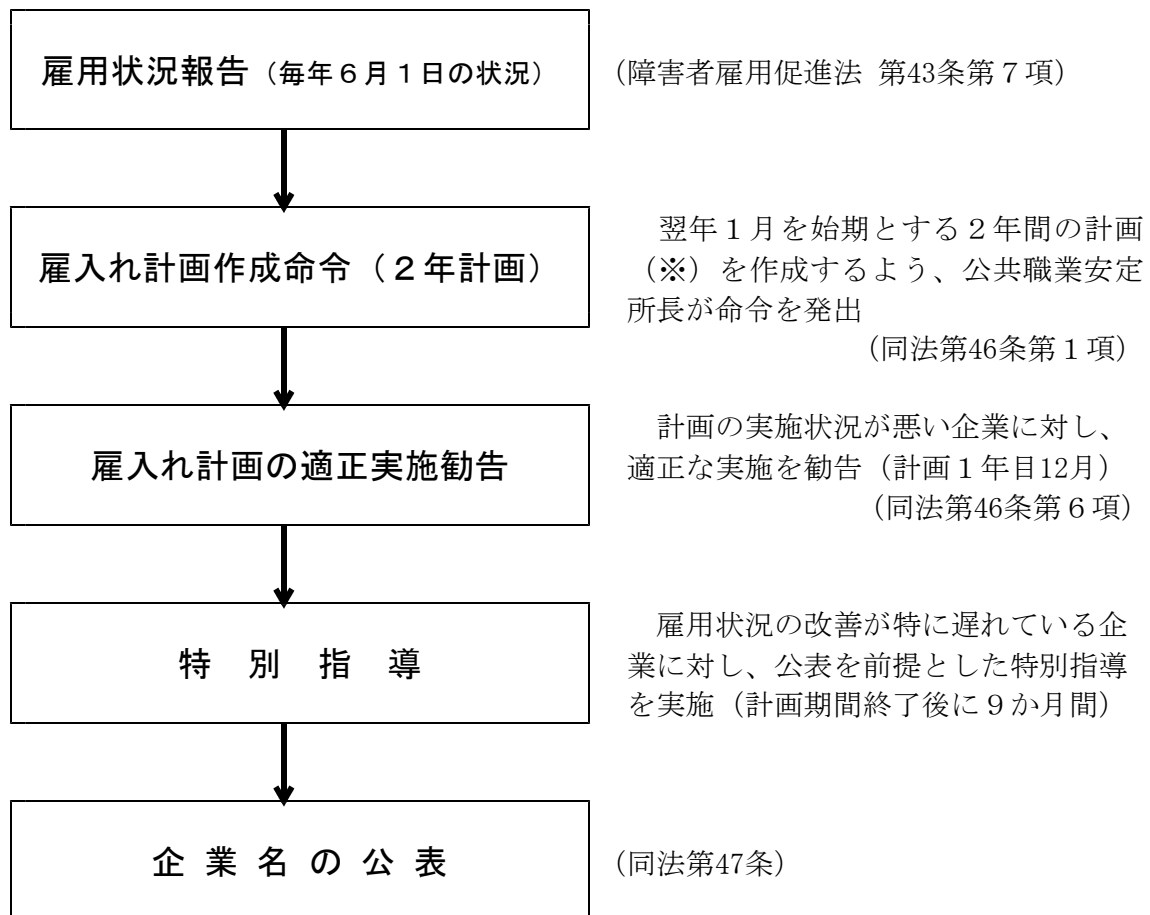 雇用状況報告（毎年６月１日の状況）
（障害者雇用促進法 第43条第７項）
雇入れ計画作成命令（２年計画）
翌年１月を始期とする２年間の計画
（※）を作成するよう、公共職業安定
所長が命令を発出
（同法第46条第１項）
雇入れ計画の適正実施勧告
計画の実施状況が悪い企業に対し、
適正な実施を勧告（計画１年目12月）
（同法第46条第６項）
特　別　指　導
雇用状況の改善が特に遅れている企
業に対し、公表を前提とした特別指導
を実施（計画期間終了後に９か月間）
企 業 名 の 公 表
（同法第47条）